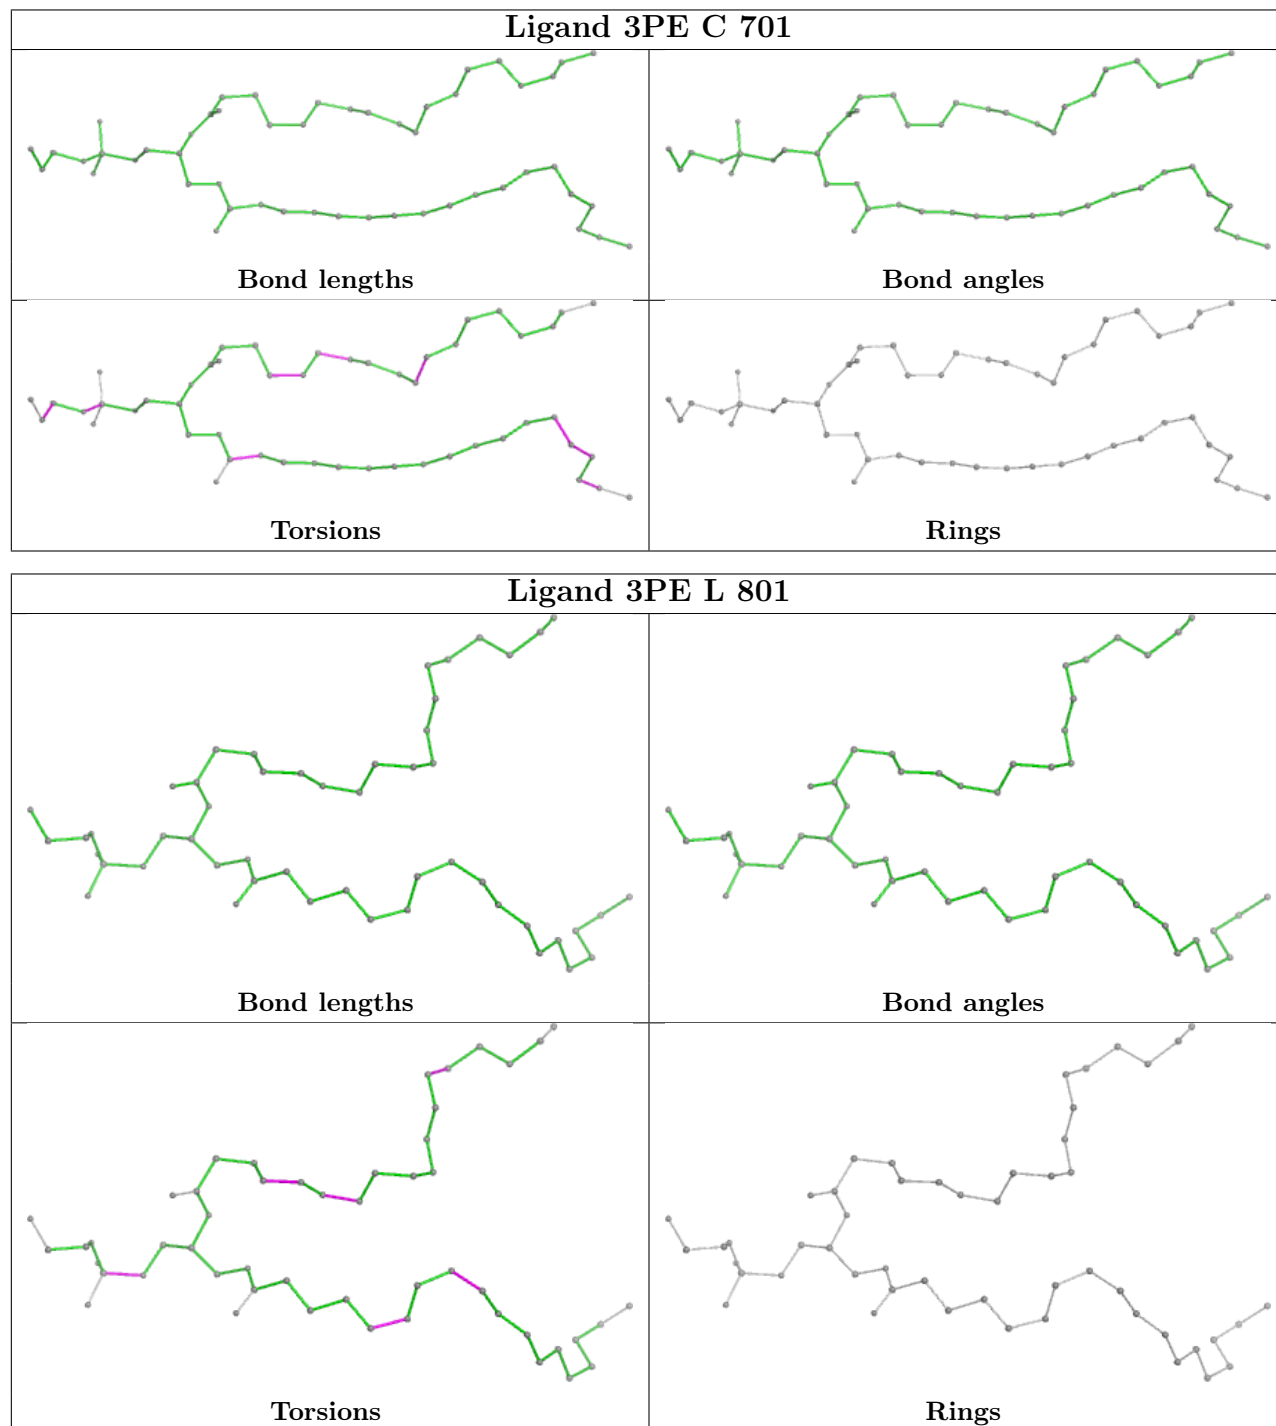 Ligand 3PE C 701
Bond lengths
Bond angles
Torsions
Rings
Ligand 3PE L 801
Bond lengths
Bond angles
Torsions
Rings